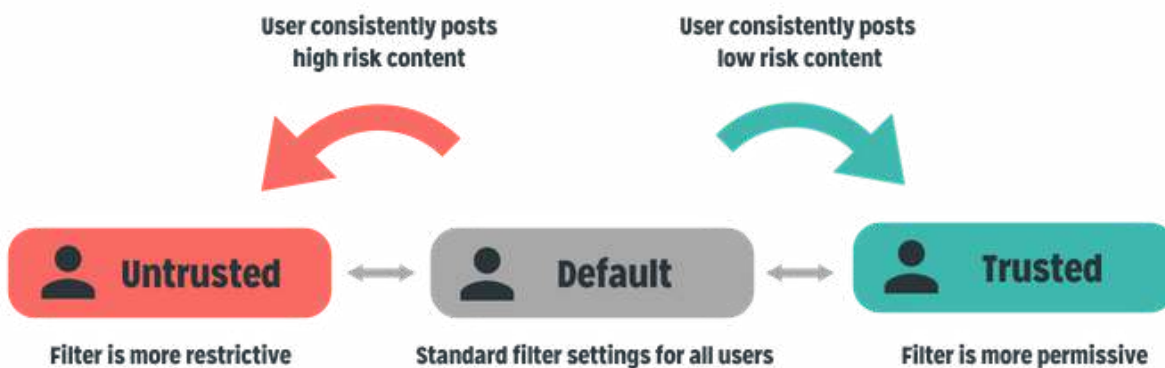 User consistently posts
high risk content
User consistently posts
low risk content
Untrusted
Default
Trusted
Filter is more restrictive
Standard filter settings for all users
Filter is more permissive